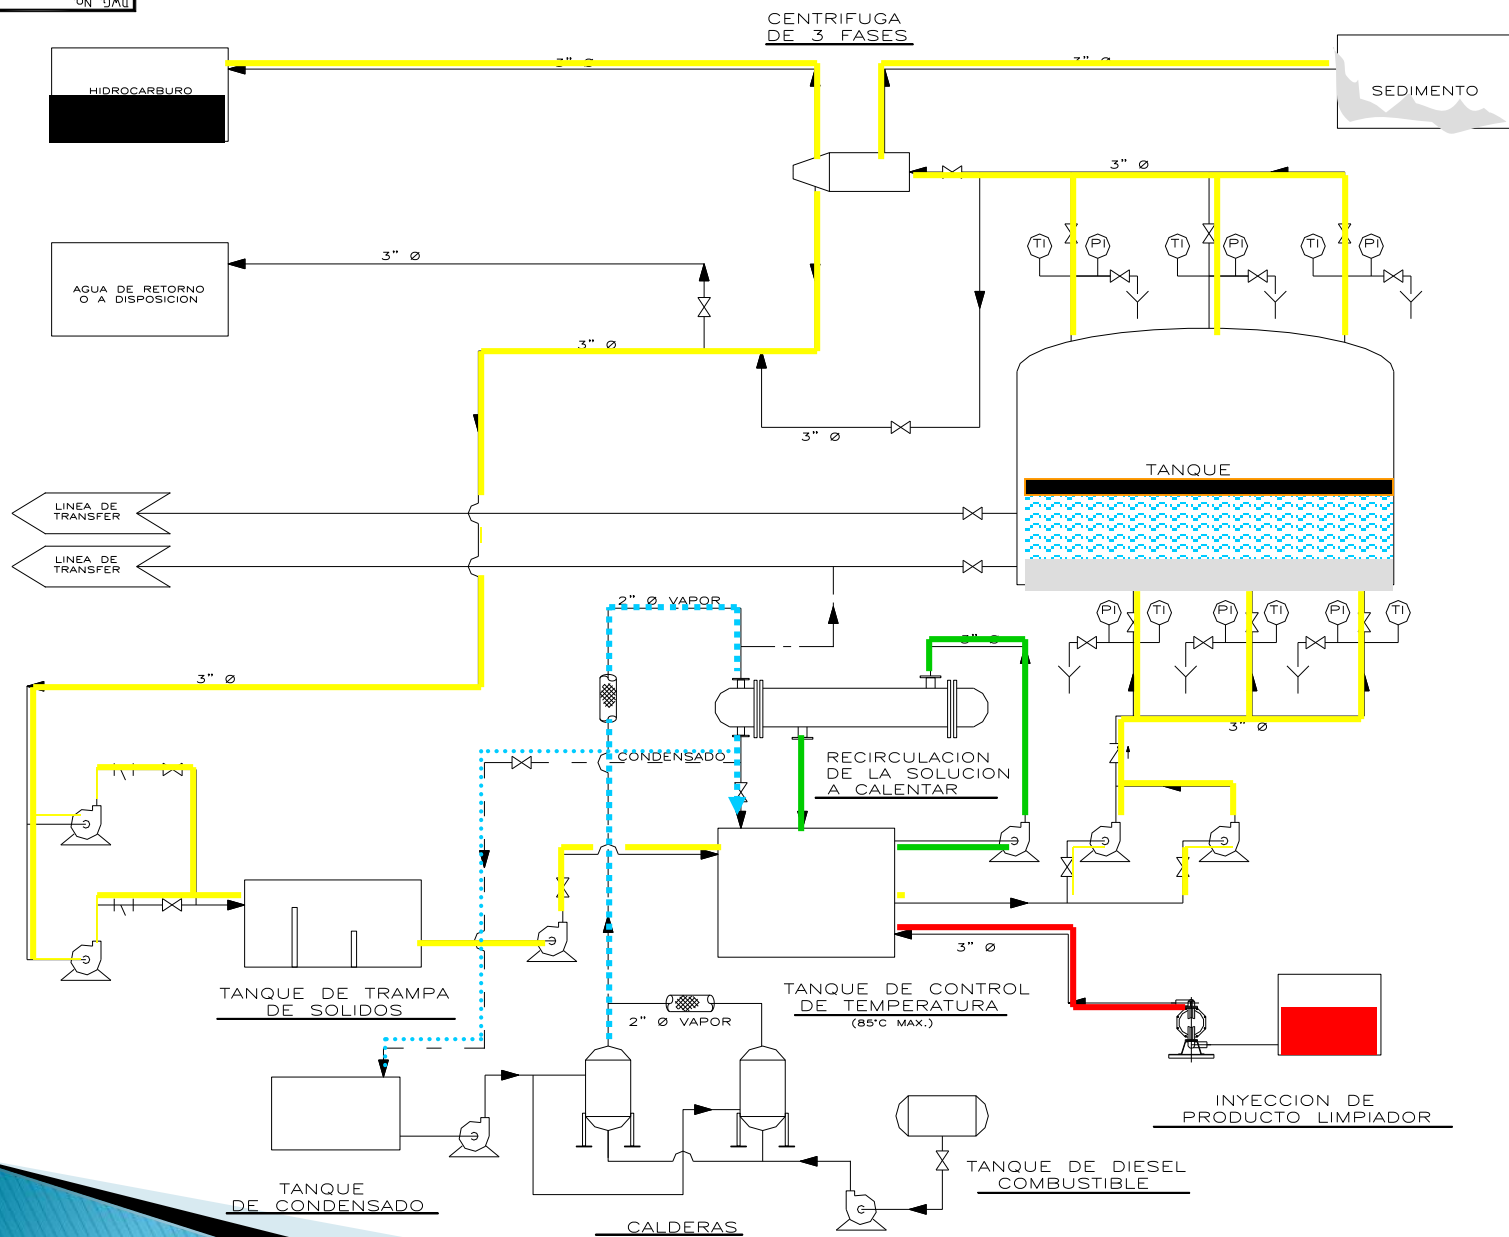 DWG No
CENTRIFUGA
DE 3 FASES
3" Ø
3" Ø
HIDROCARBURO
SEDIMENTO
3" Ø
TI
PI
TI
PI
TI
PI
3" Ø
AGUA DE RETORNO
O A DISPOSICION
3" Ø
3" Ø
TANQUE
LINEA DE
TRANSFER
LINEA DE
TRANSFER
2" Ø VAPOR
PI
TI
PI
TI
PI
TI
3" Ø
3" Ø
3" Ø
CONDENSADO
RECIRCULACION
DE LA SOLUCION
A CALENTAR
3" Ø
TANQUE DE TRAMPA
DE SOLIDOS
TANQUE DE CONTROL
DE TEMPERATURA
(85°C MAX.)
2" Ø VAPOR
INYECCION DE
PRODUCTO LIMPIADOR
TANQUE DE DIESEL
COMBUSTIBLE
TANQUE
DE CONDENSADO
CALDERAS